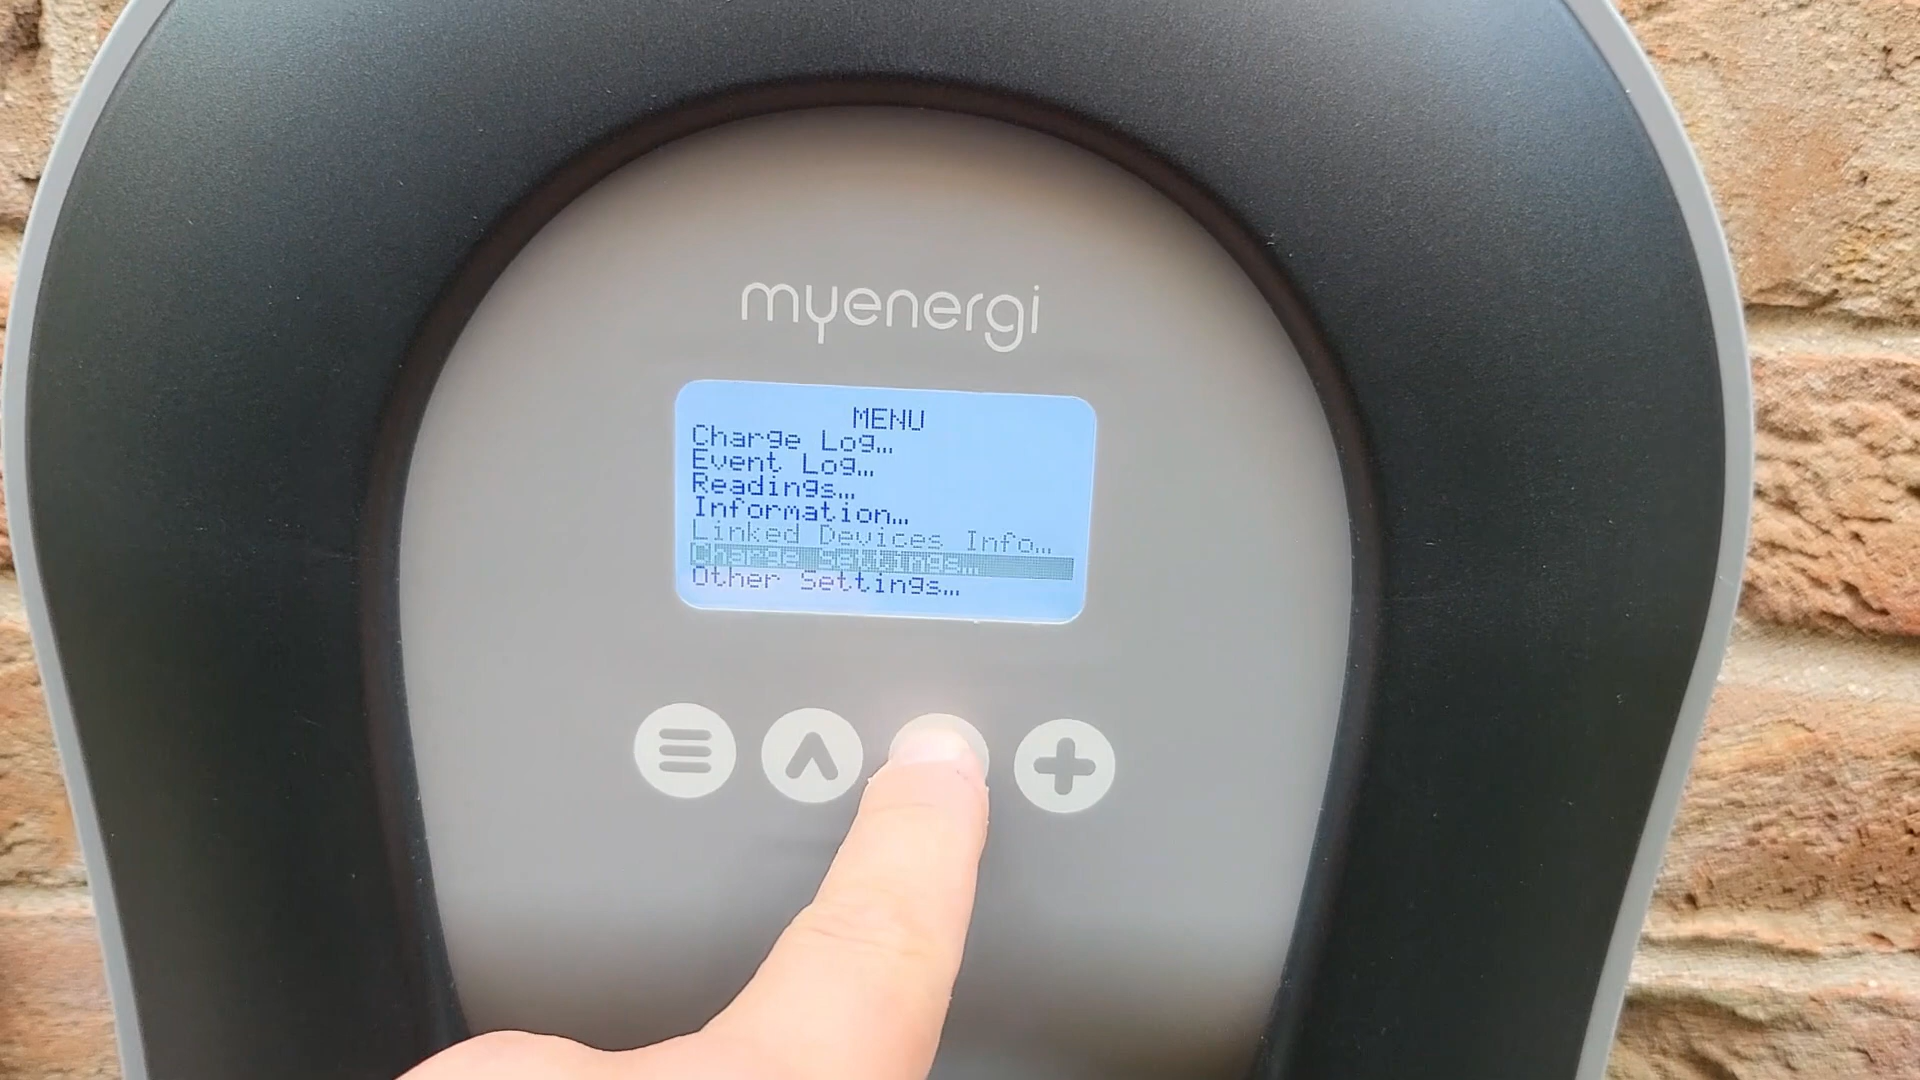 myenergi
MENU
Charge Log...
Event Log...
Readings...
Information...
Linked Devices Info...
Charge Settings...
Other Settings...